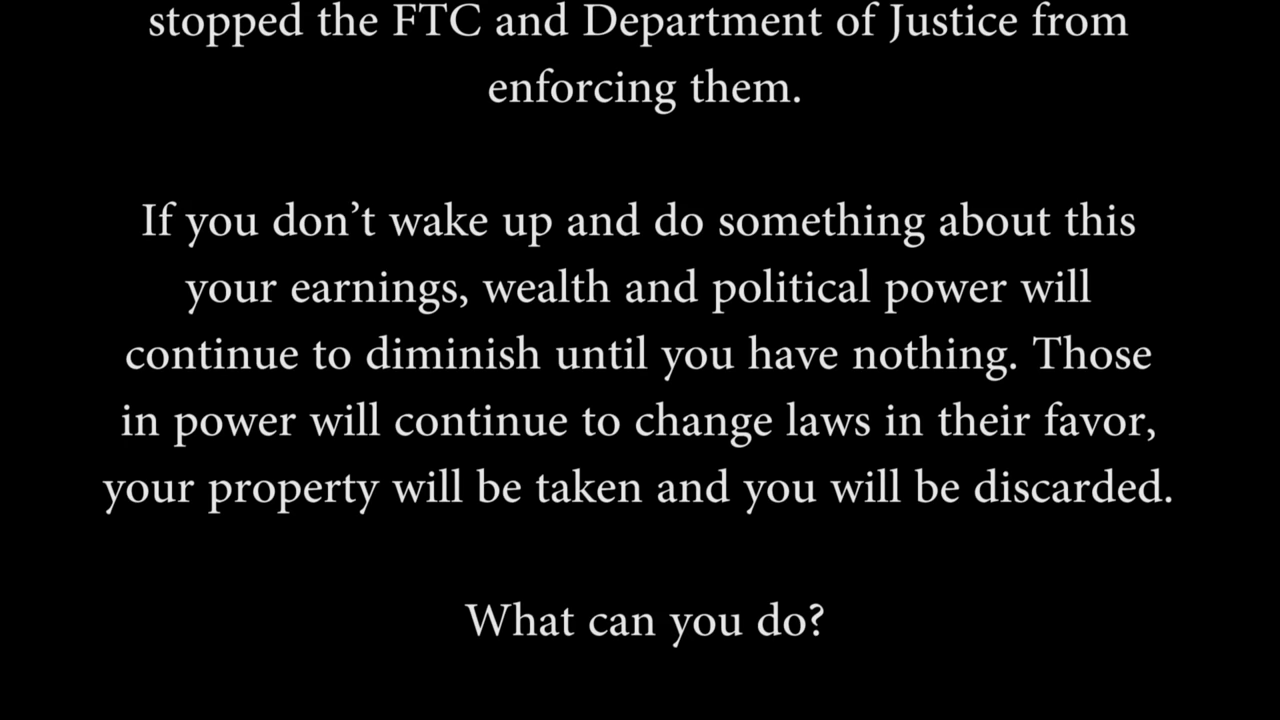 stopped the FTC and Department of Justice from
enforcing them.
If you don’t wake up and do something about this
your earnings, wealth and political power will
continue to diminish until you have nothing. Those
in power will continue to change laws in their favor,
your property will be taken and you will be discarded.
What can you do?